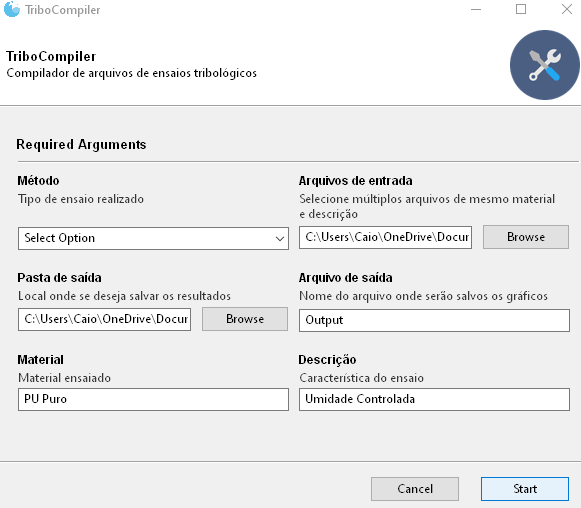 TriboCompiler
TriboCompiler
Compilador de arquivos de ensaios tribológicos
Required Arguments
Método
Tipo de ensaio realizado
Select Option
Arquivos de entrada
Selecione múltiplos arquivos de mesmo material
e descrição
C:\Users\Caio\OneDrive\Docur
Browse
Pasta de saída
Local onde se deseja salvar os resultados
C:\Users\Caio\OneDrive\Docur
Browse
Arquivo de saída
Nome do arquivo onde serão salvos os gráficos
Output
Material
Material ensaiado
PU Puro
Descrição
Característica do ensaio
Umidade Controlada
Cancel
Start